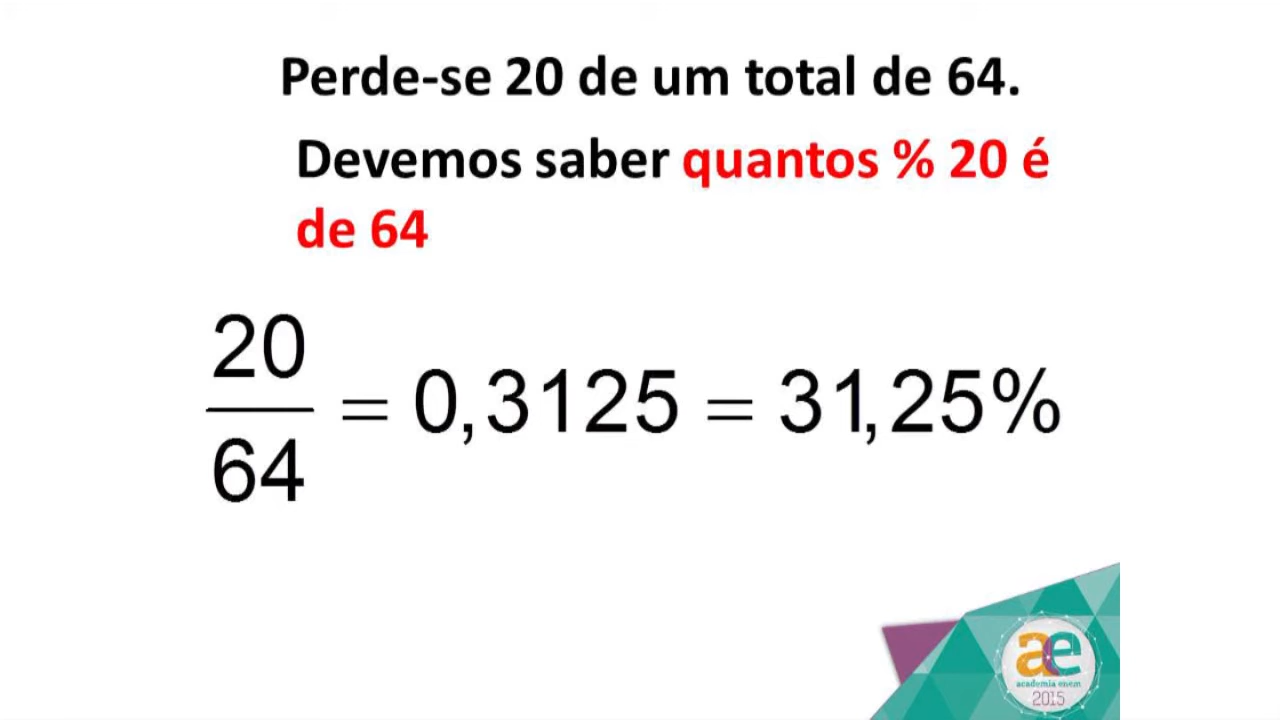 Perde-se 20 de um total de 64.
Devemos saber quantos % 20 é
de 64
20
64
= 0,3125 = 31,25%
ae
academia enem
2015